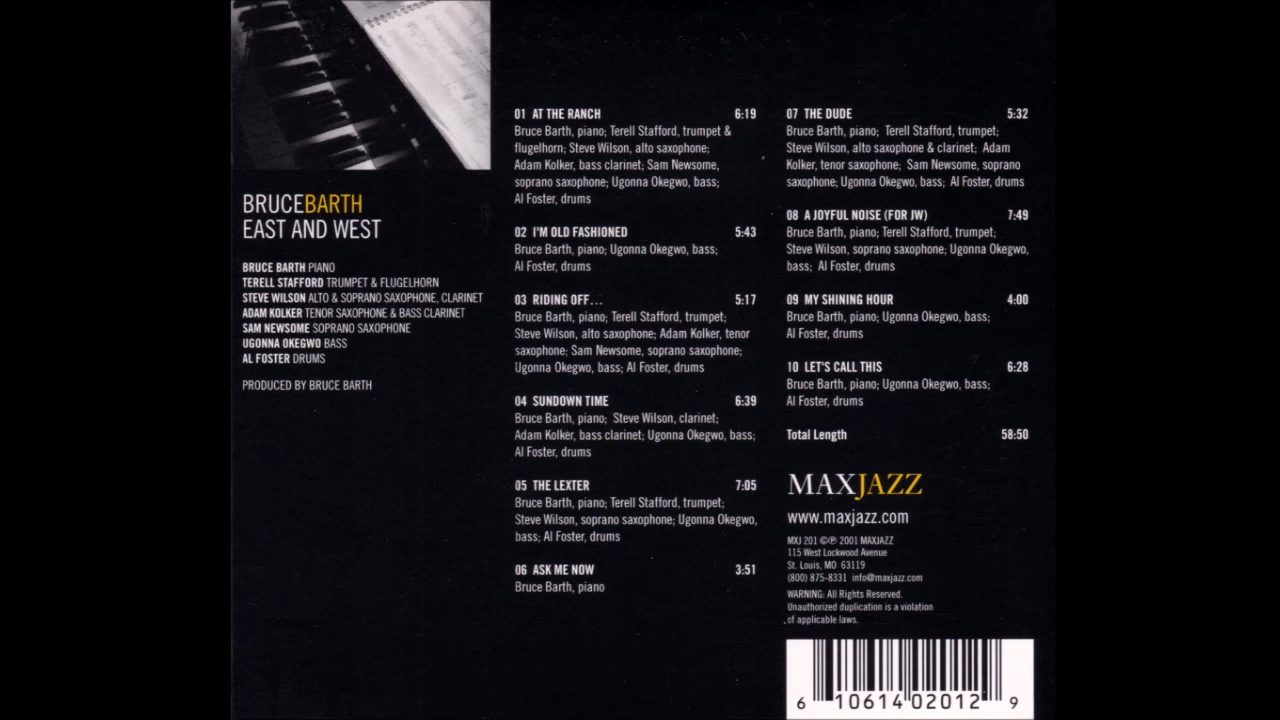 BRUCEBARTH
EAST AND WEST
BRUCE BARTH PIANO
TERELL STAFFORD TRUMPET & FLUGELHORN
STEVE WILSON ALTO & SOPRANO SAXOPHONE, CLARINET
ADAM KOLKER TENOR SAXOPHONE & BASS CLARINET
SAM NEWSOME SOPRANO SAXOPHONE
UGONNA OKEGWO BASS
AL FOSTER DRUMS
PRODUCED BY BRUCE BARTH
01 AT THE RANCH 6:19
Bruce Barth, piano; Terell Stafford, trumpet &
flugelhorn; Steve Wilson, alto saxophone;
Adam Kolker, bass clarinet; Sam Newsome,
soprano saxophone; Ugonna Okegwo, bass;
Al Foster, drums
02 I'M OLD FASHIONED 5:43
Bruce Barth, piano; Ugonna Okegwo, bass;
Al Foster, drums
03 RIDING OFF... 5:17
Bruce Barth, piano; Terell Stafford, trumpet;
Steve Wilson, alto saxophone; Adam Kolker, tenor
saxophone; Sam Newsome, soprano saxophone;
Ugonna Okegwo, bass; Al Foster, drums
04 SUNDOWN TIME 6:39
Bruce Barth, piano; Steve Wilson, clarinet;
Adam Kolker, bass clarinet; Ugonna Okegwo, bass;
Al Foster, drums
05 THE LEXTER 7:05
Bruce Barth, piano; Terell Stafford, trumpet;
Steve Wilson, soprano saxophone; Ugonna Okegwo,
bass; Al Foster, drums
06 ASK ME NOW 3:51
Bruce Barth, piano
07 THE DUDE 5:32
Bruce Barth, piano; Terell Stafford, trumpet;
Steve Wilson, alto saxophone & clarinet; Adam
Kolker, tenor saxophone; Sam Newsome, soprano
saxophone; Ugonna Okegwo, bass; Al Foster, drums
08 A JOYFUL NOISE (FOR JW) 7:49
Bruce Barth, piano; Terell Stafford, trumpet;
Steve Wilson, soprano saxophone; Ugonna Okegwo,
bass; Al Foster, drums
09 MY SHINING HOUR 4:00
Bruce Barth, piano; Ugonna Okegwo, bass;
Al Foster, drums
10 LET'S CALL THIS 6:28
Bruce Barth, piano; Ugonna Okegwo, bass;
Al Foster, drums
Total Length 58:50
MAXJAZZ
www.maxjazz.com
MXJ 201 ©℗ 2001 MAXJAZZ
115 West Lockwood Avenue
St. Louis, MO 63119
(800) 875-8331 info@maxjazz.com
WARNING: All Rights Reserved.
Unauthorized duplication is a violation
of applicable laws.
6 10614 02012 9